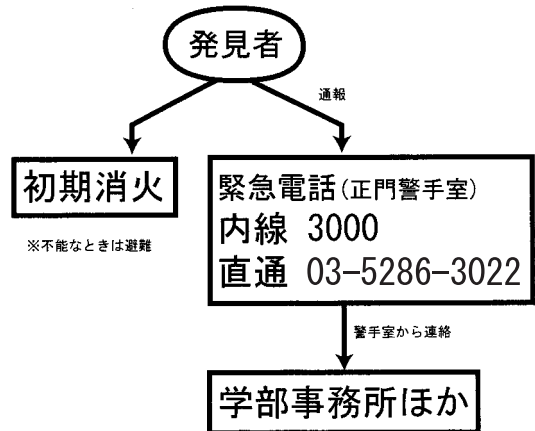 発見者
通報
初期消火
※不能なときは避難
緊急電話(正門警手室)
内線 3000
直通 03-5286-3022
警手室から連絡
学部事務所ほか